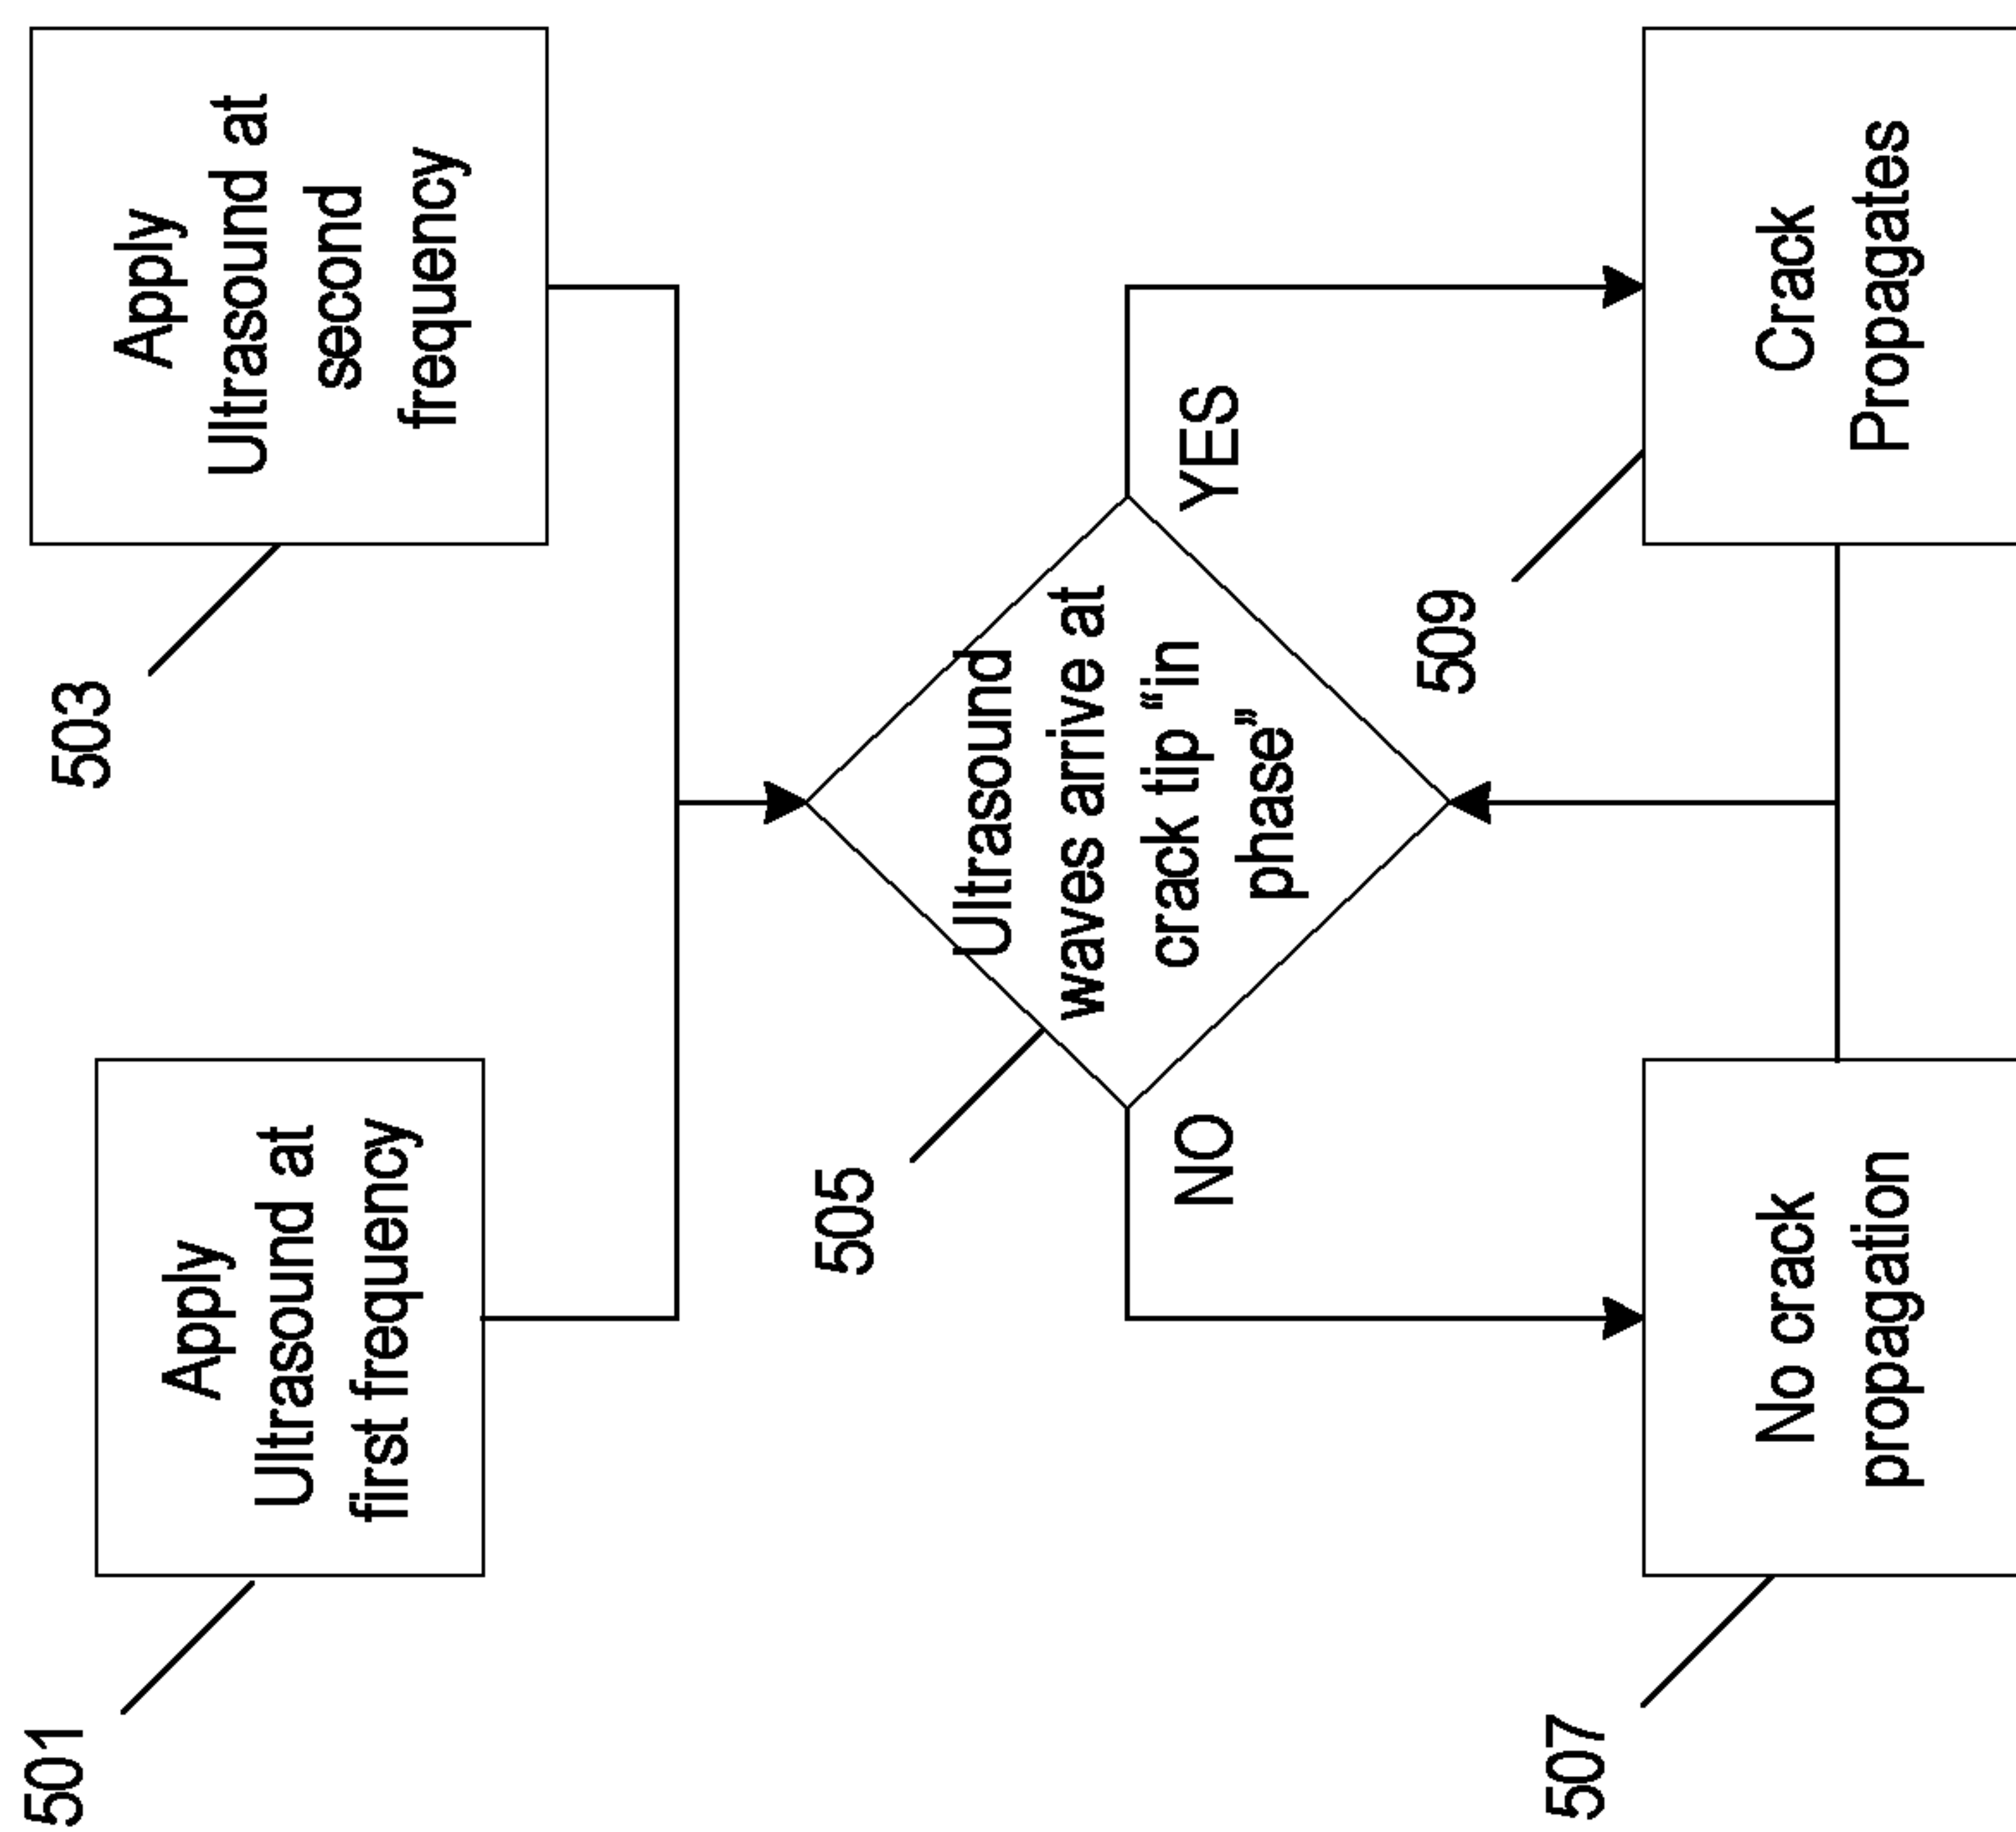 501
Apply
Ultrasound at
first frequency
503
Apply
Ultrasound at
second
frequency
505
Ultrasound
waves arrive at
crack tip “in
phase”
NO
YES
507
No crack
propagation
509
Crack
Propagates